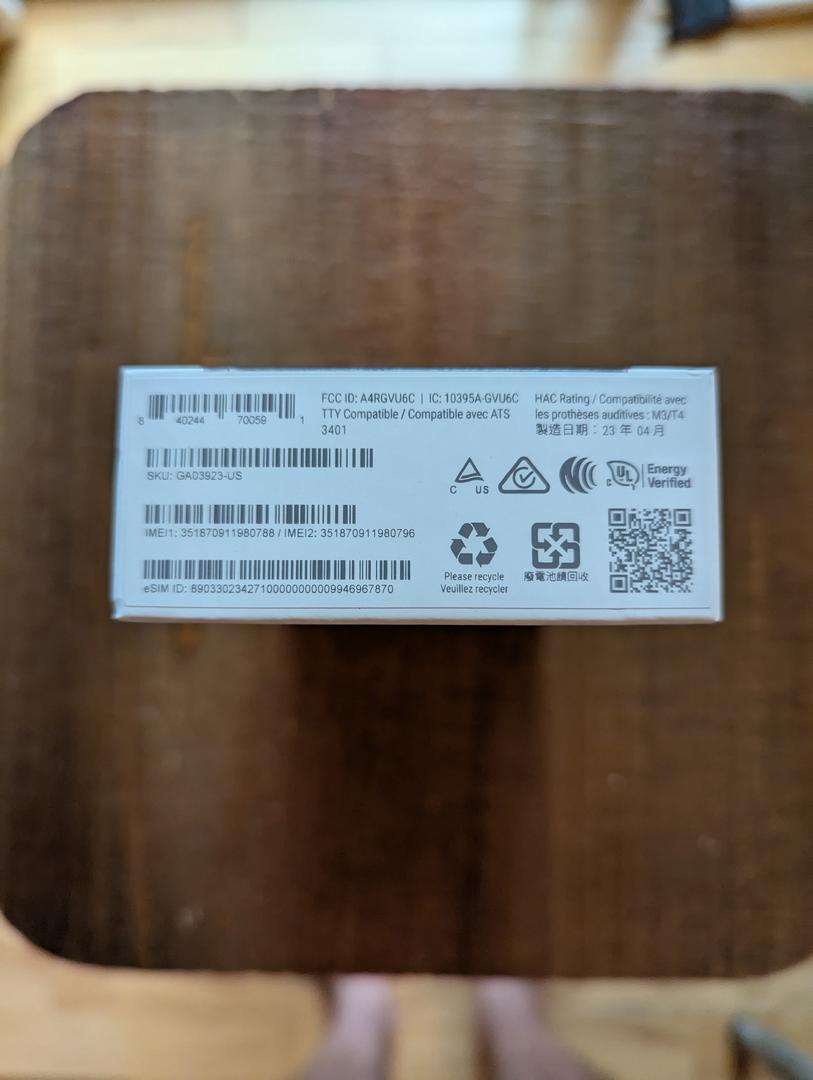 8 40244 70059 1
FCC ID: A4RGVU6C | IC: 10395A-GVU6C
TTY Compatible / Compatible avec ATS
3401
HAC Rating / Compatibilité avec
les prothèses auditives : M3/T4
製造日期：23 年 04 月
SKU: GA03923-US
C US
c UL Energy
Verified
IMEI1: 351870911980788 / IMEI2: 351870911980796
eSIM ID: 89033023427100000000009946967870
Please recycle
Veuillez recycler
廢電池請回收